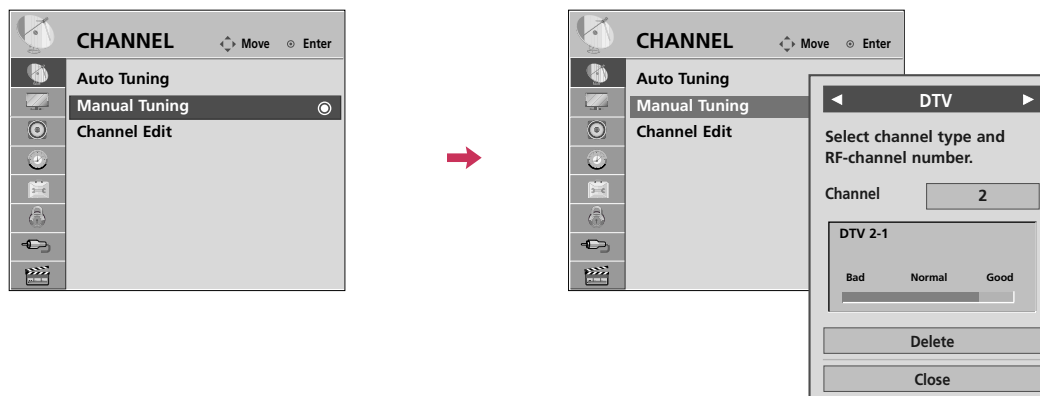 CHANNEL
Move
Enter
Auto Tuning
Manual Tuning
Channel Edit
CHANNEL
Move
Enter
Auto Tuning
Manual Tuning
Channel Edit
DTV
Select channel type and
RF-channel number.
Channel
2
DTV 2-1
Bad Normal Good
Delete
Close